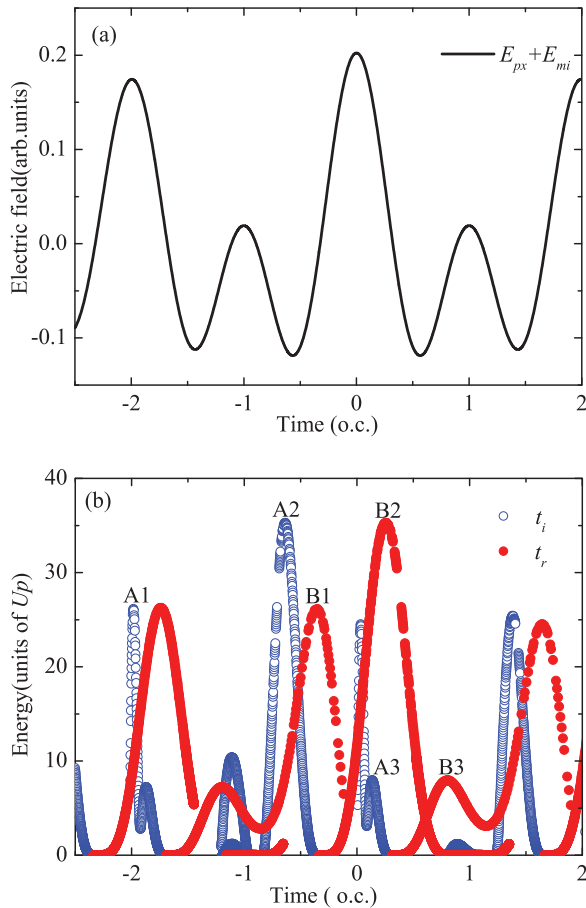 (a)
E_px+E_mi
Electric field(arb.units)
0.2
0.1
0.0
-0.1
-2
-1
0
1
2
Time (o.c.)
(b)
A2
B2
t_i
t_r
A1
B1
A3
B3
Energy(units of Up)
40
30
20
10
0
-2
-1
0
1
2
Time ( o.c.)